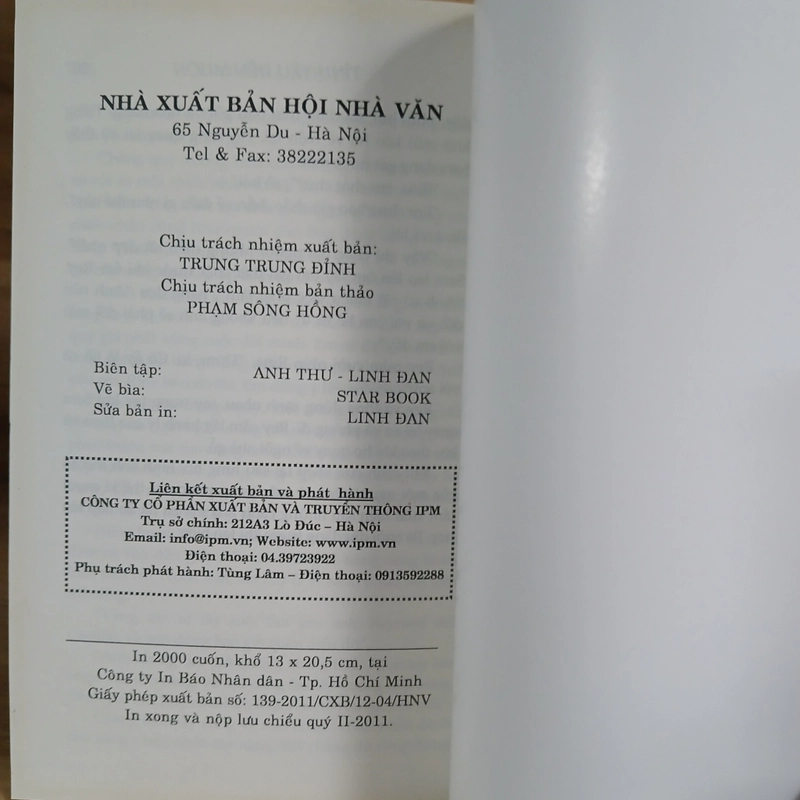 NHÀ XUẤT BẢN HỘI NHÀ VĂN
65 Nguyễn Du - Hà Nội
Tel & Fax: 38222135
Chịu trách nhiệm xuất bản:
TRUNG TRUNG ĐỈNH
Chịu trách nhiệm bản thảo
PHẠM SÔNG HỒNG
Biên tập: ANH THƯ - LINH ĐAN
Vẽ bìa: STAR BOOK
Sửa bản in: LINH ĐAN
Liên kết xuất bản và phát hành
CÔNG TY CỔ PHẦN XUẤT BẢN VÀ TRUYỀN THÔNG IPM
Trụ sở chính: 212A3 Lò Đúc – Hà Nội
Email: info@ipm.vn; Website: www.ipm.vn
Điện thoại: 04.39723922
Phụ trách phát hành: Tùng Lâm – Điện thoại: 0913592288
In 2000 cuốn, khổ 13 x 20,5 cm, tại
Công ty In Báo Nhân dân - Tp. Hồ Chí Minh
Giấy phép xuất bản số: 139-2011/CXB/12-04/HNV
In xong và nộp lưu chiểu quý II-2011.